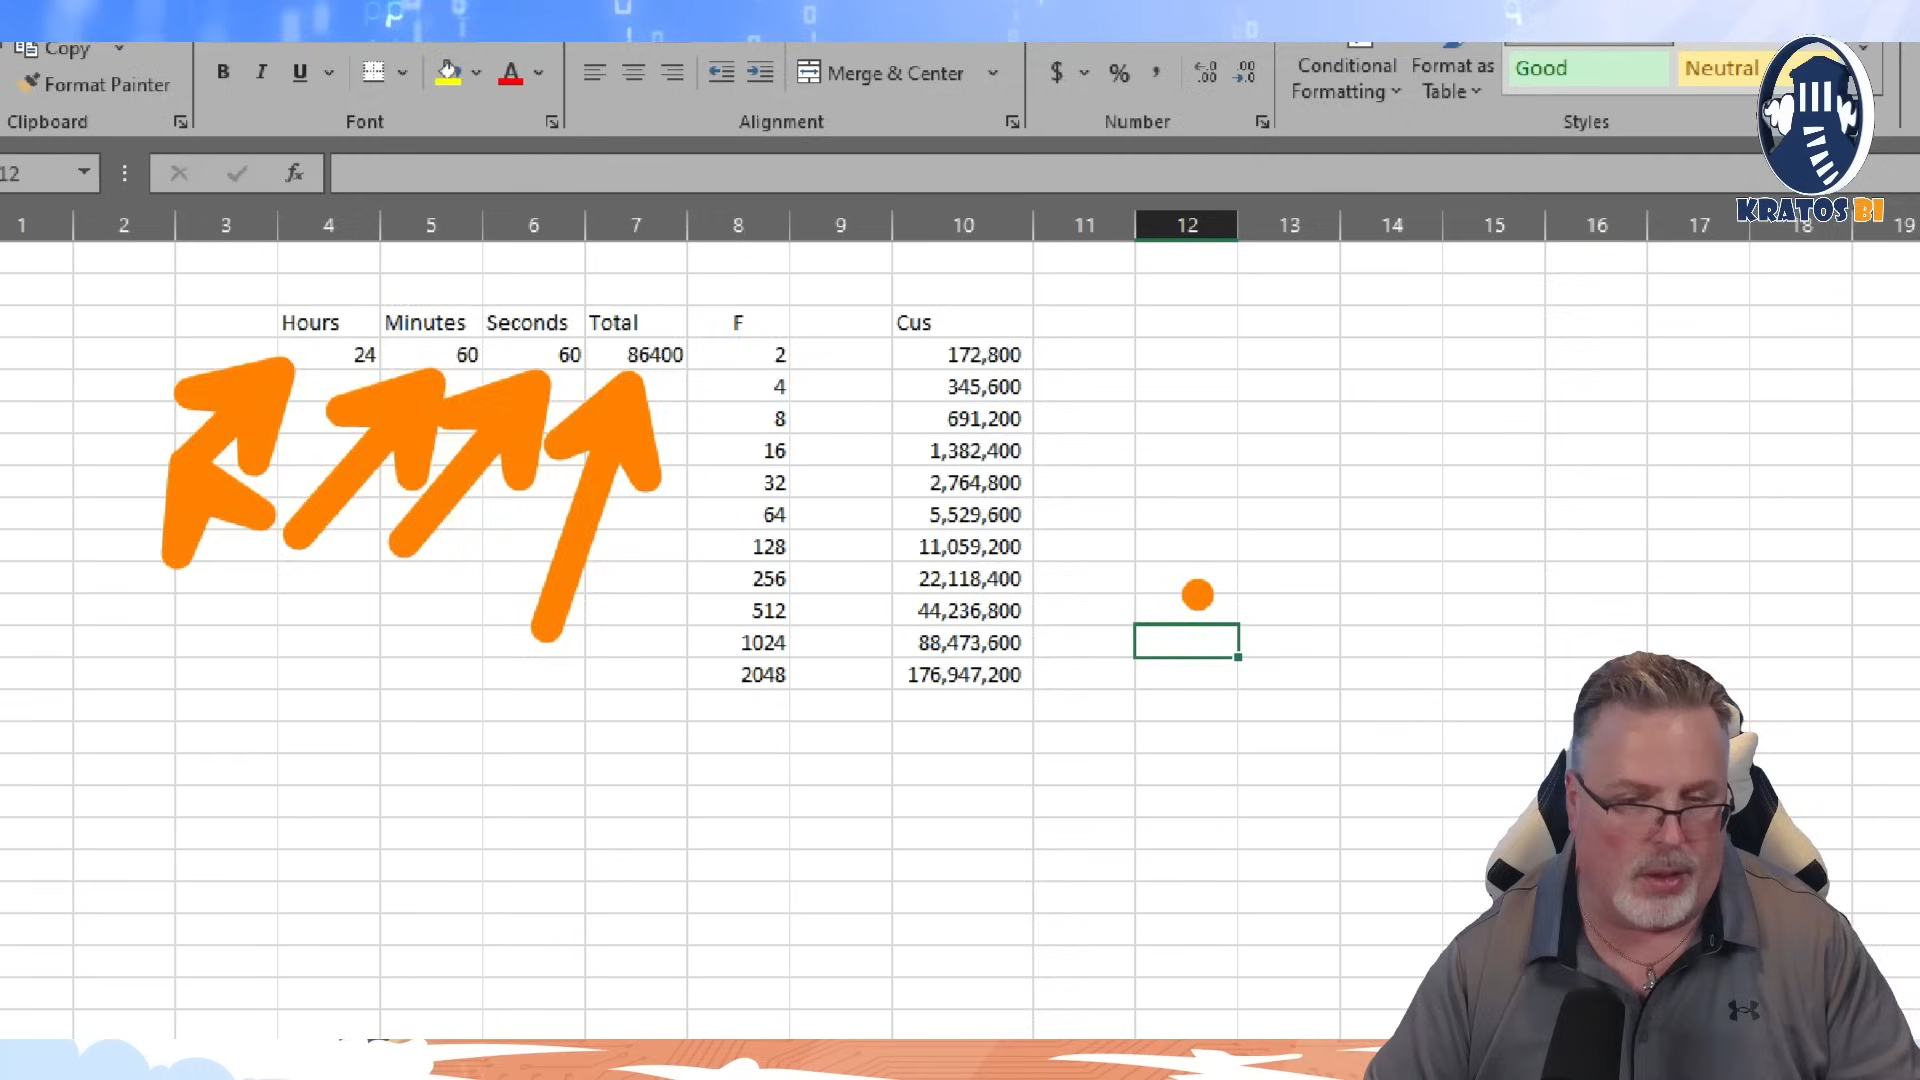 Copy
Format Painter
Clipboard
B I U A
Font
Merge & Center
Alignment
$ % ,
Number
Conditional Formatting
Format as Table
Good
Neutral
Styles
12
fx
KRATOS BI
1 2 3 4 5 6 7 8 9 10 11 12 13 14 15 16 17 18 19
Hours Minutes Seconds Total F Cus
24 60 60 86400 2 172,800
4 345,600
8 691,200
16 1,382,400
32 2,764,800
64 5,529,600
128 11,059,200
256 22,118,400
512 44,236,800
1024 88,473,600
2048 176,947,200